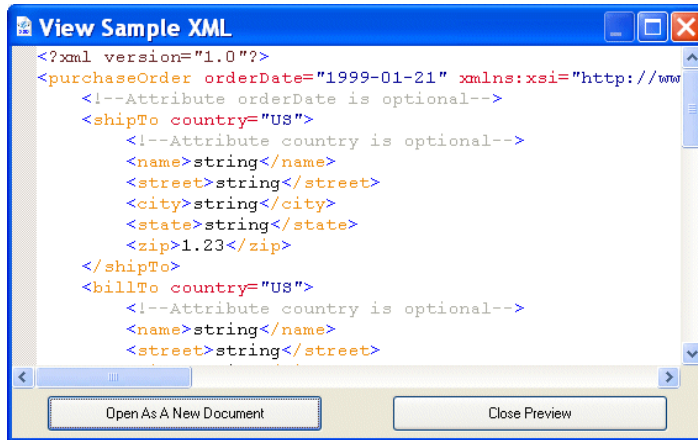 View Sample XML
<?xml version="1.0"?>
<purchaseOrder orderDate="1999-01-21" xmlns:xsi="http://ww
<!--Attribute orderDate is optional-->
<shipTo country="US">
<!--Attribute country is optional-->
<name>string</name>
<street>string</street>
<city>string</city>
<state>string</state>
<zip>1.23</zip>
</shipTo>
<billTo country="US">
<!--Attribute country is optional-->
<name>string</name>
<street>string</street>
Open As A New Document
Close Preview